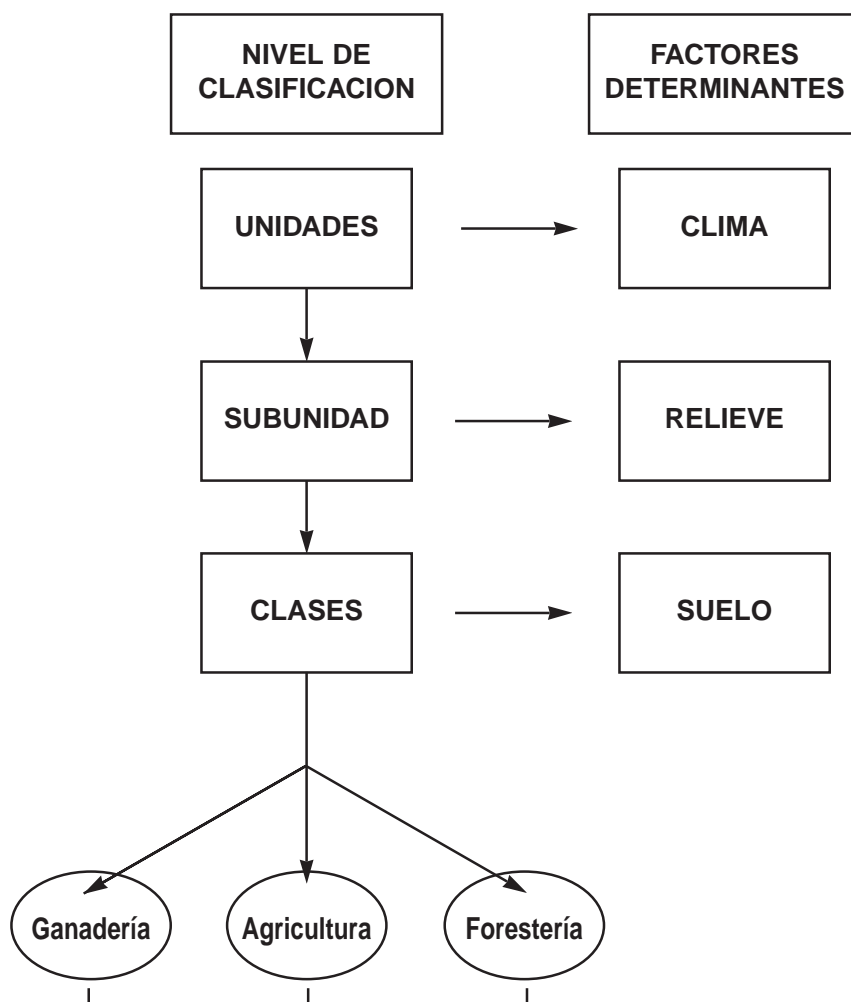 NIVEL DE
CLASIFICACION
FACTORES
DETERMINANTES
UNIDADES
CLIMA
SUBUNIDAD
RELIEVE
CLASES
SUELO
Ganadería
Agricultura
Forestería